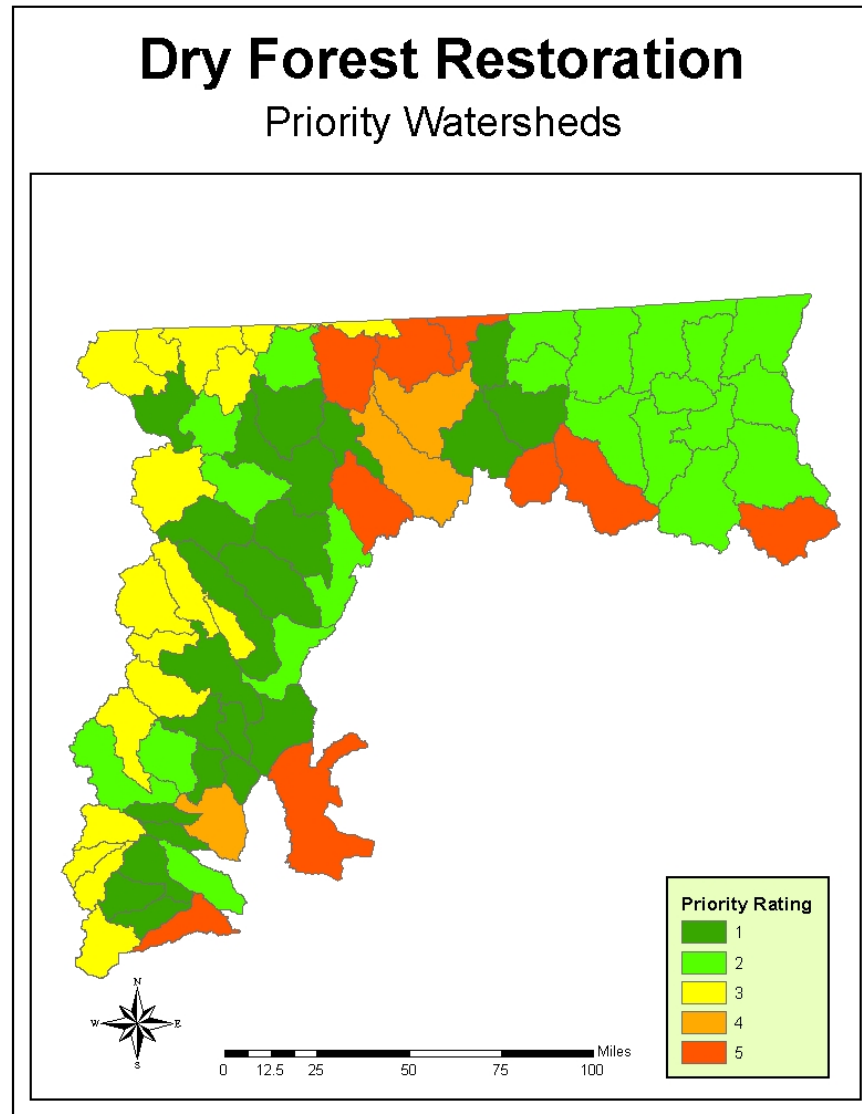 Dry Forest Restoration
Priority Watersheds
Priority Rating
1
2
3
4
5
N
W E
S
Miles
0 12.5 25 50 75 100